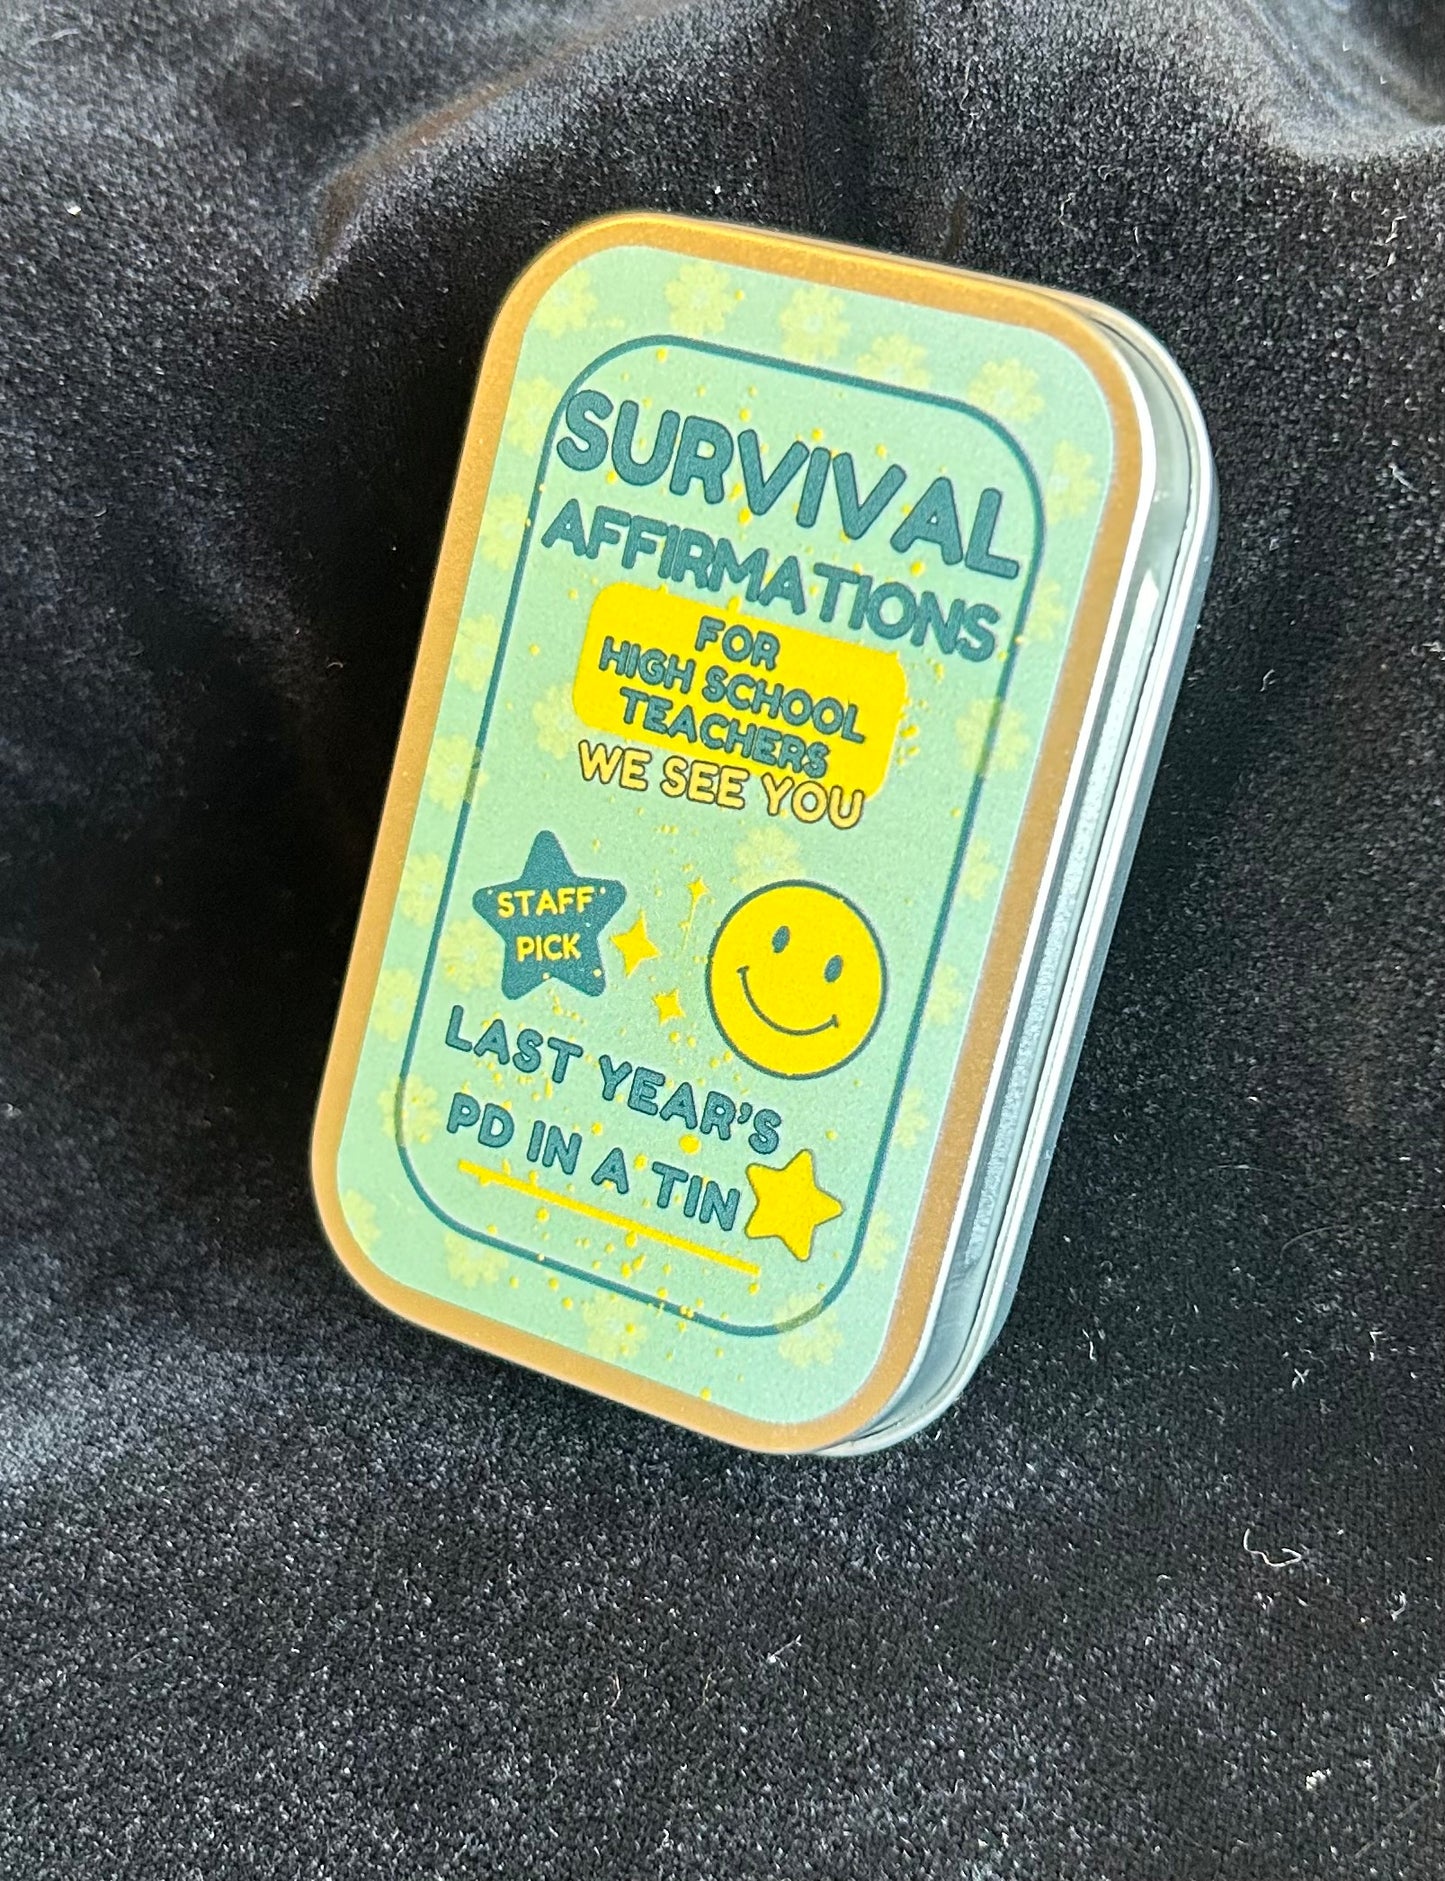 SURVIVAL
AFFIRMATIONS
FOR
HIGH SCHOOL
TEACHERS
WE SEE YOU
STAFF
PICK
LAST YEAR'S
PD IN A TIN